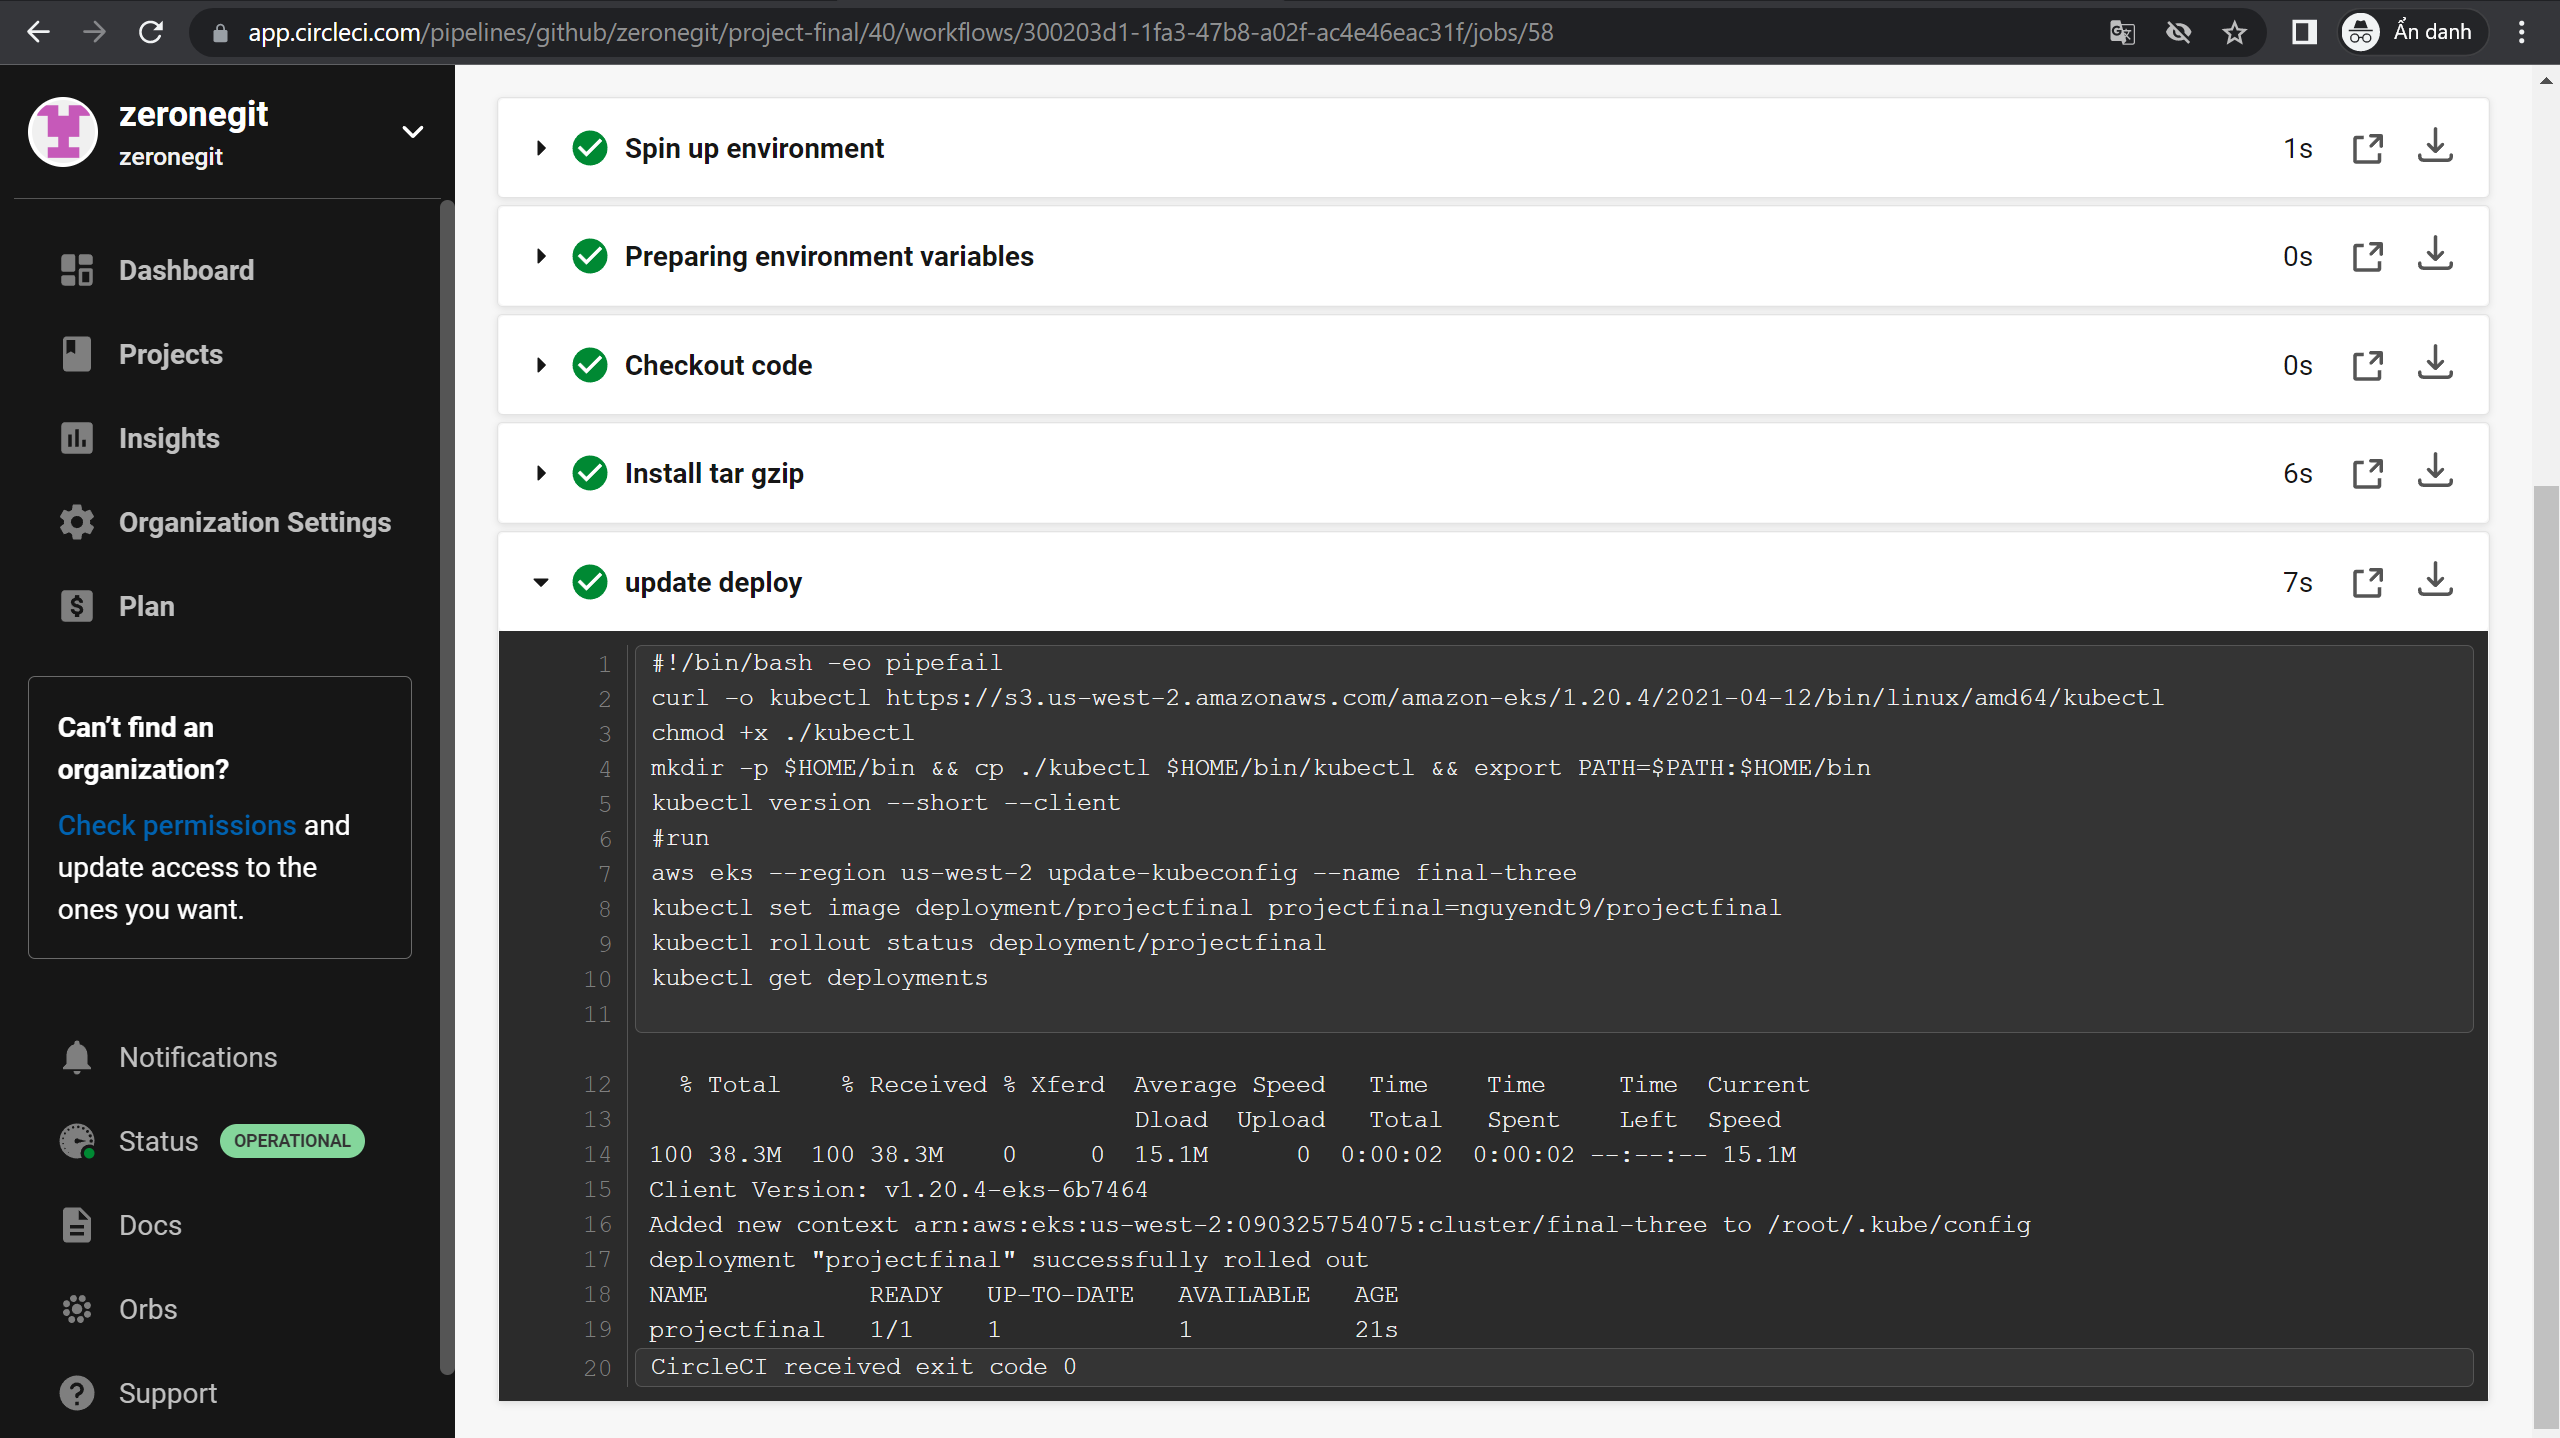 app.circleci.com/pipelines/github/zeronegit/project-final/40/workflows/300203d1-1fa3-47b8-a02f-ac4e46eac31f/jobs/58
Ẩn danh
zeronegit
zeronegit
Dashboard
Projects
Insights
Organization Settings
Plan
Can’t find an
organization?
Check permissions and
update access to the
ones you want.
Notifications
Status OPERATIONAL
Docs
Orbs
Support
Spin up environment 1s
Preparing environment variables 0s
Checkout code 0s
Install tar gzip 6s
update deploy 7s
1 #!/bin/bash -eo pipefail
2 curl -o kubectl https://s3.us-west-2.amazonaws.com/amazon-eks/1.20.4/2021-04-12/bin/linux/amd64/kubectl
3 chmod +x ./kubectl
4 mkdir -p $HOME/bin && cp ./kubectl $HOME/bin/kubectl && export PATH=$PATH:$HOME/bin
5 kubectl version --short --client
6 #run
7 aws eks --region us-west-2 update-kubeconfig --name final-three
8 kubectl set image deployment/projectfinal projectfinal=nguyendt9/projectfinal
9 kubectl rollout status deployment/projectfinal
10 kubectl get deployments
11
12 % Total % Received % Xferd Average Speed Time Time Time Current
13 Dload Upload Total Spent Left Speed
14 100 38.3M 100 38.3M 0 0 15.1M 0 0:00:02 0:00:02 --:--:-- 15.1M
15 Client Version: v1.20.4-eks-6b7464
16 Added new context arn:aws:eks:us-west-2:090325754075:cluster/final-three to /root/.kube/config
17 deployment "projectfinal" successfully rolled out
18 NAME READY UP-TO-DATE AVAILABLE AGE
19 projectfinal 1/1 1 1 21s
20 CircleCI received exit code 0